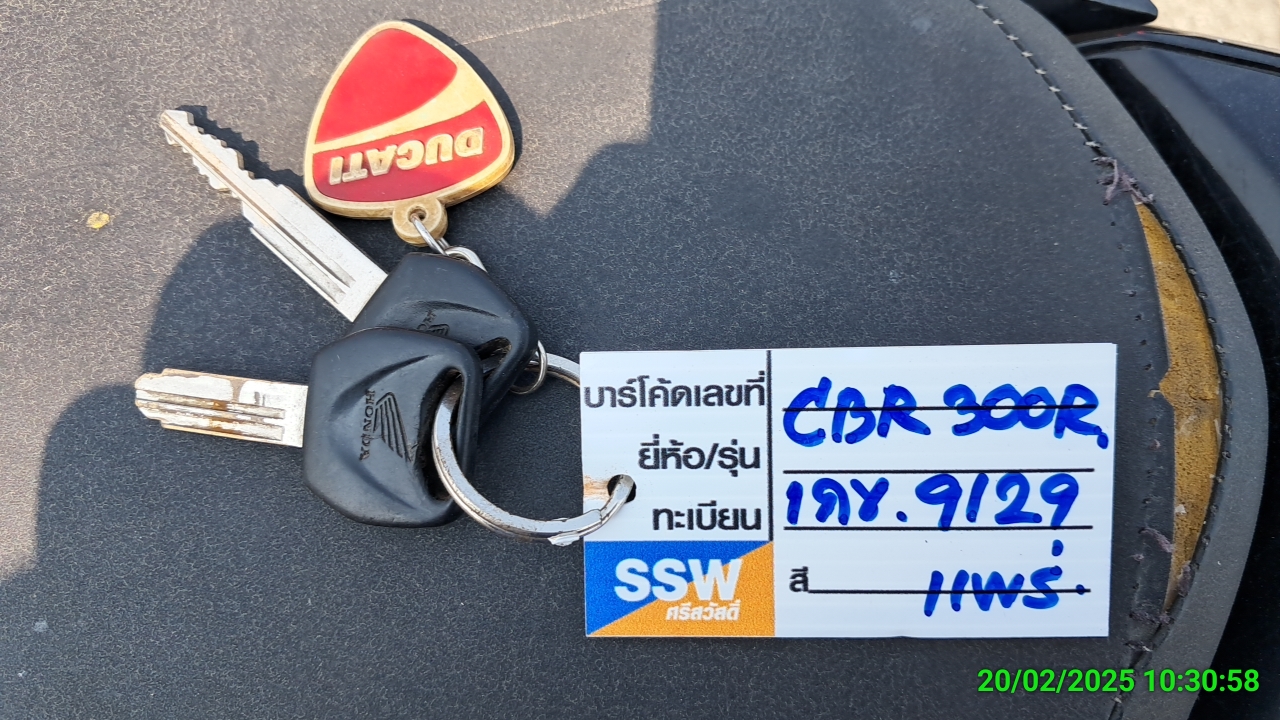 DUCATI
HONDA
บาร์โค้ดเลขที่ CBR 300R
ยี่ห้อ/รุ่น
ทะเบียน 1กข. 9129
SSW
ศรีสวัสดิ์
สี แพร่.
20/02/2025 10:30:58